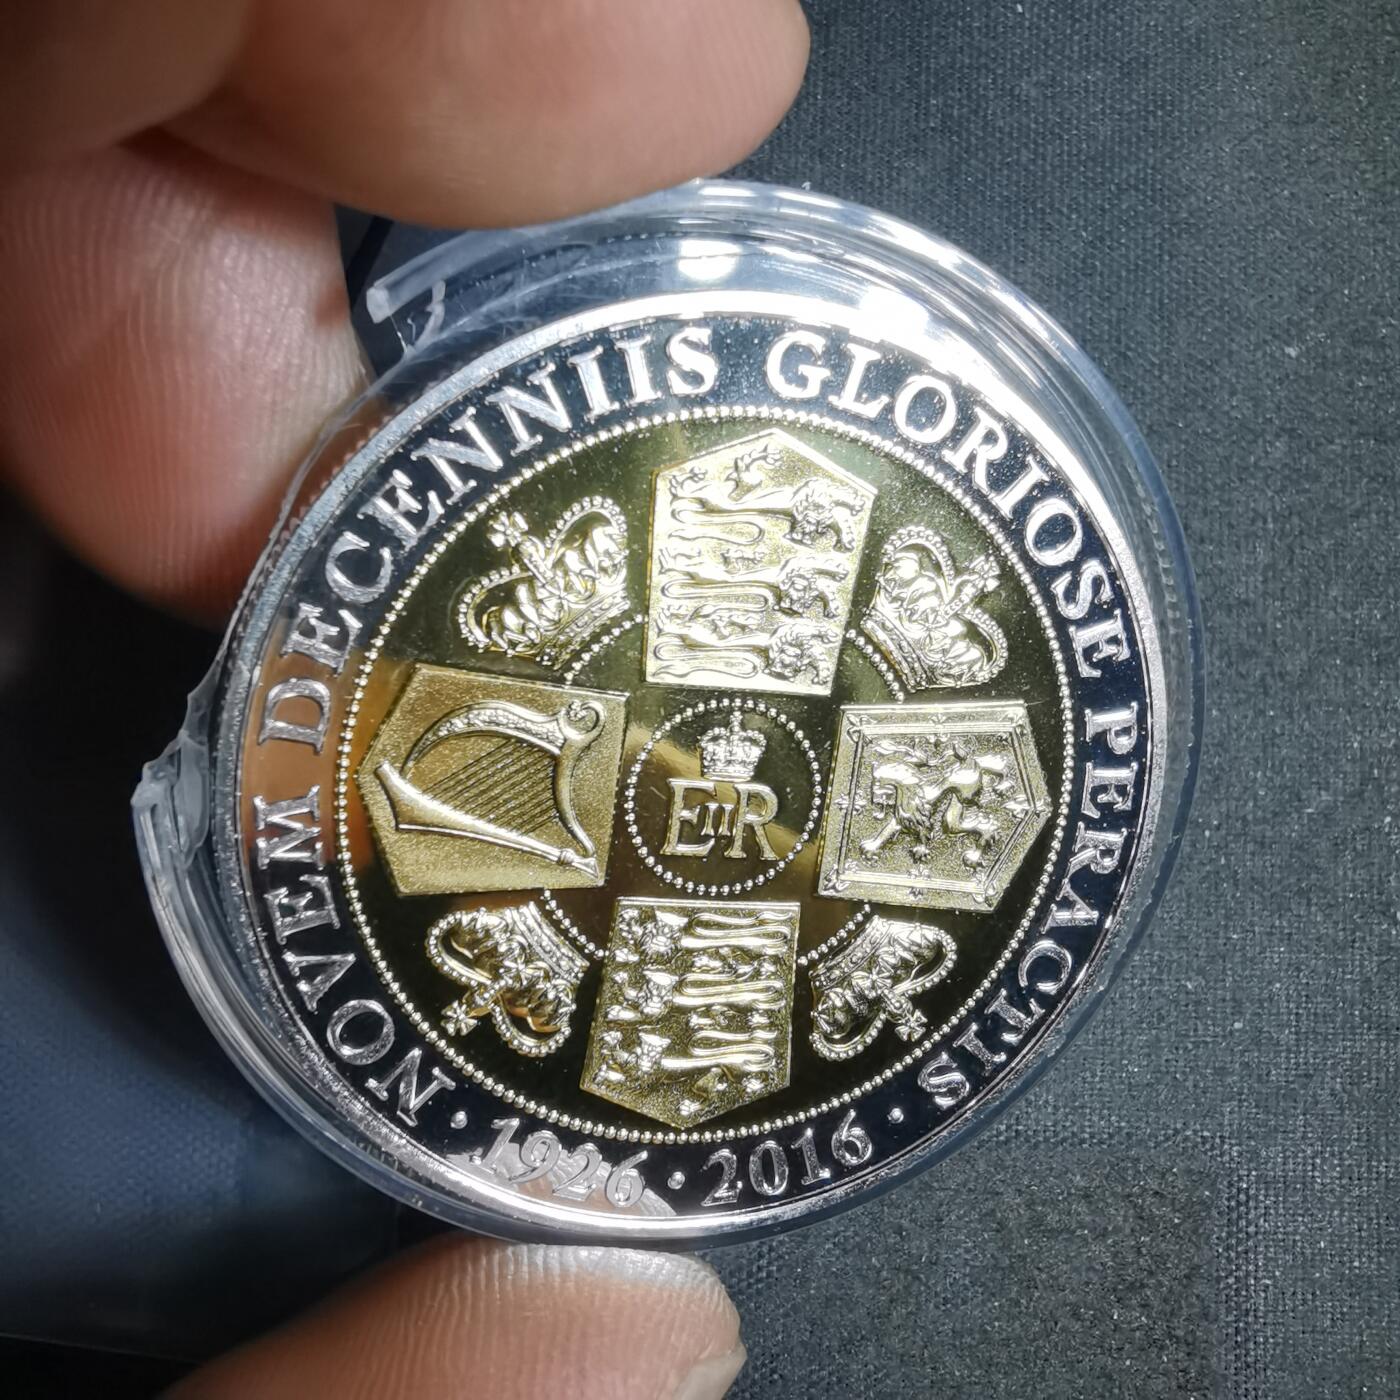 NOVEM DECENNIIS GLORIOSE PERACTIS
· 1926 · 2016 ·
EIIR